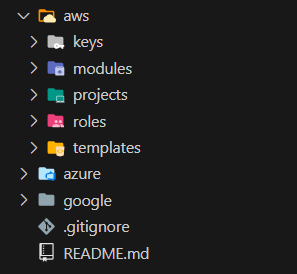 aws
keys
modules
projects
roles
templates
azure
google
.gitignore
README.md